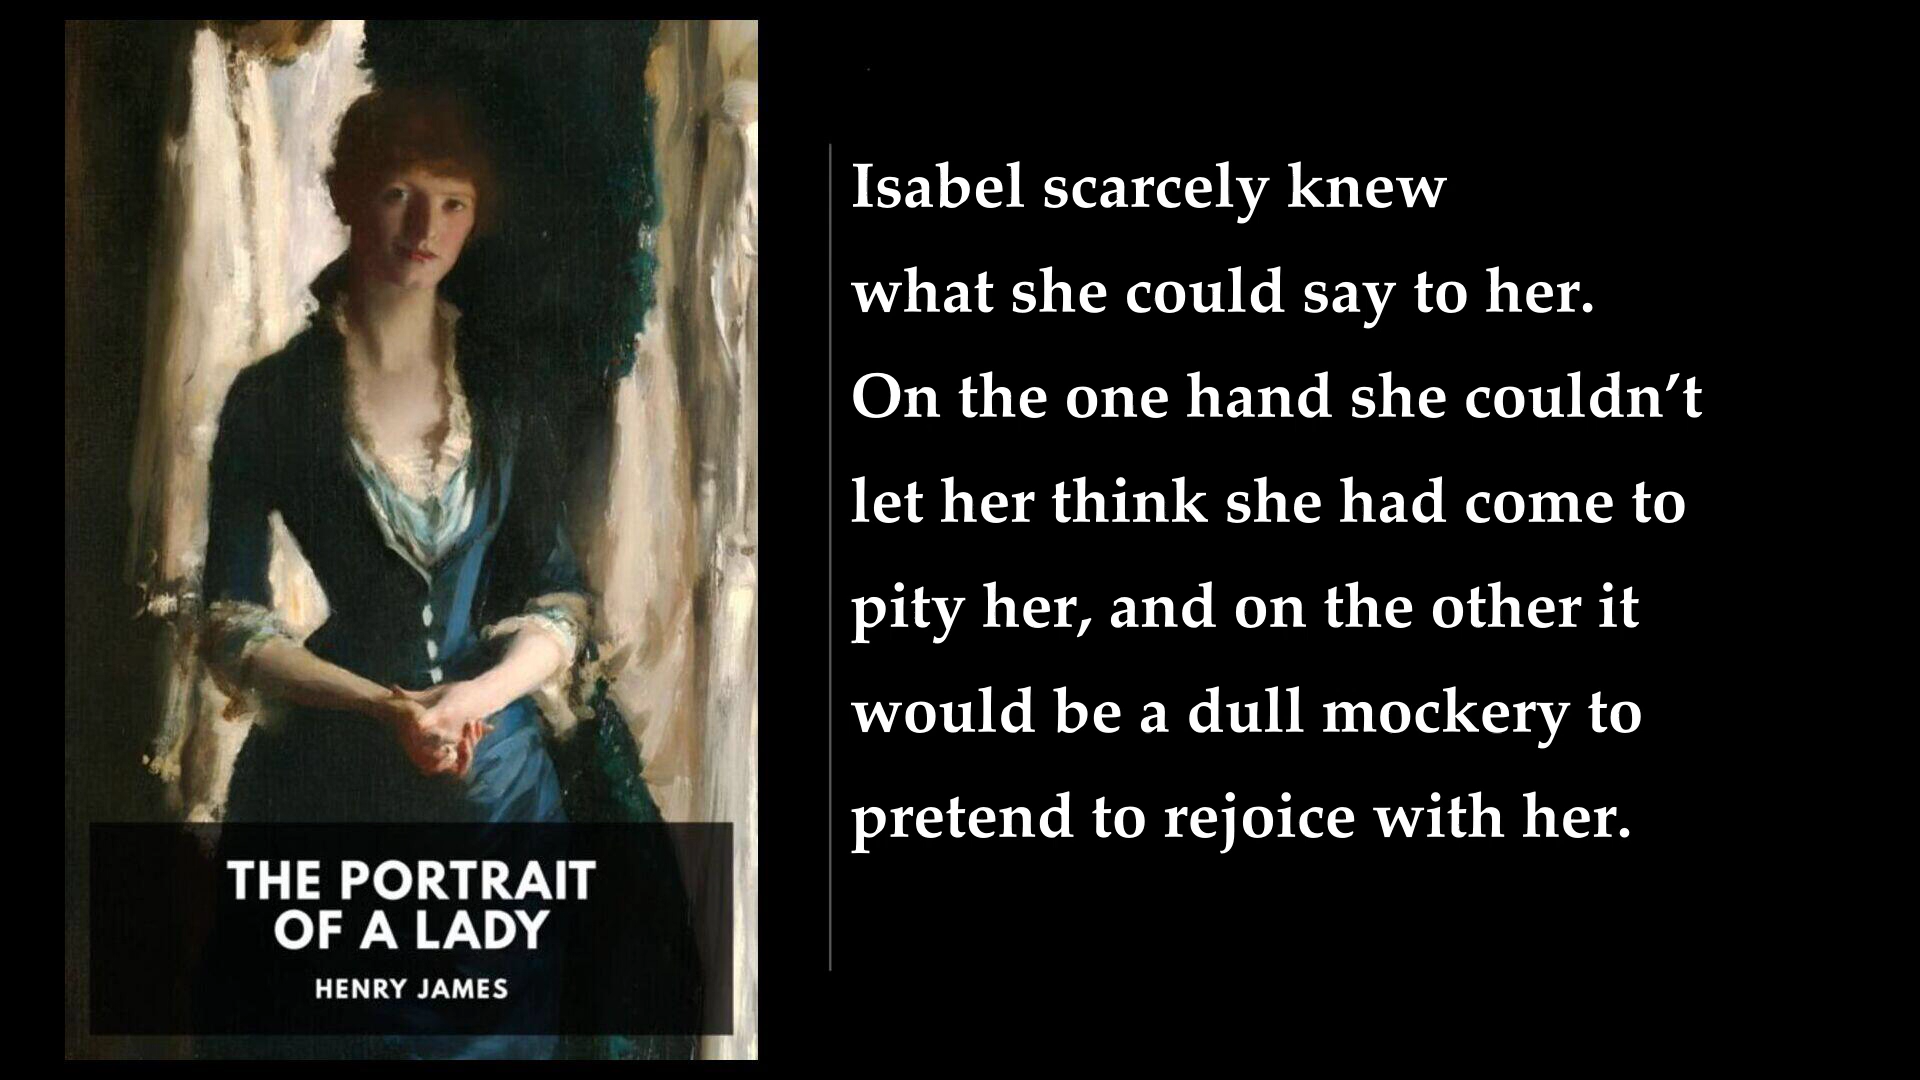 THE PORTRAIT
OF A LADY
HENRY JAMES
Isabel scarcely knew
what she could say to her.
On the one hand she couldn’t
let her think she had come to
pity her, and on the other it
would be a dull mockery to
pretend to rejoice with her.